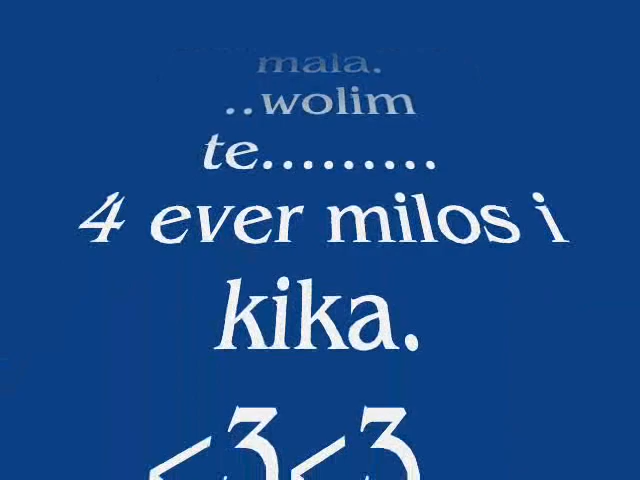 mala.
..wolim
te.........
4 ever milos i
kika.
<3<3